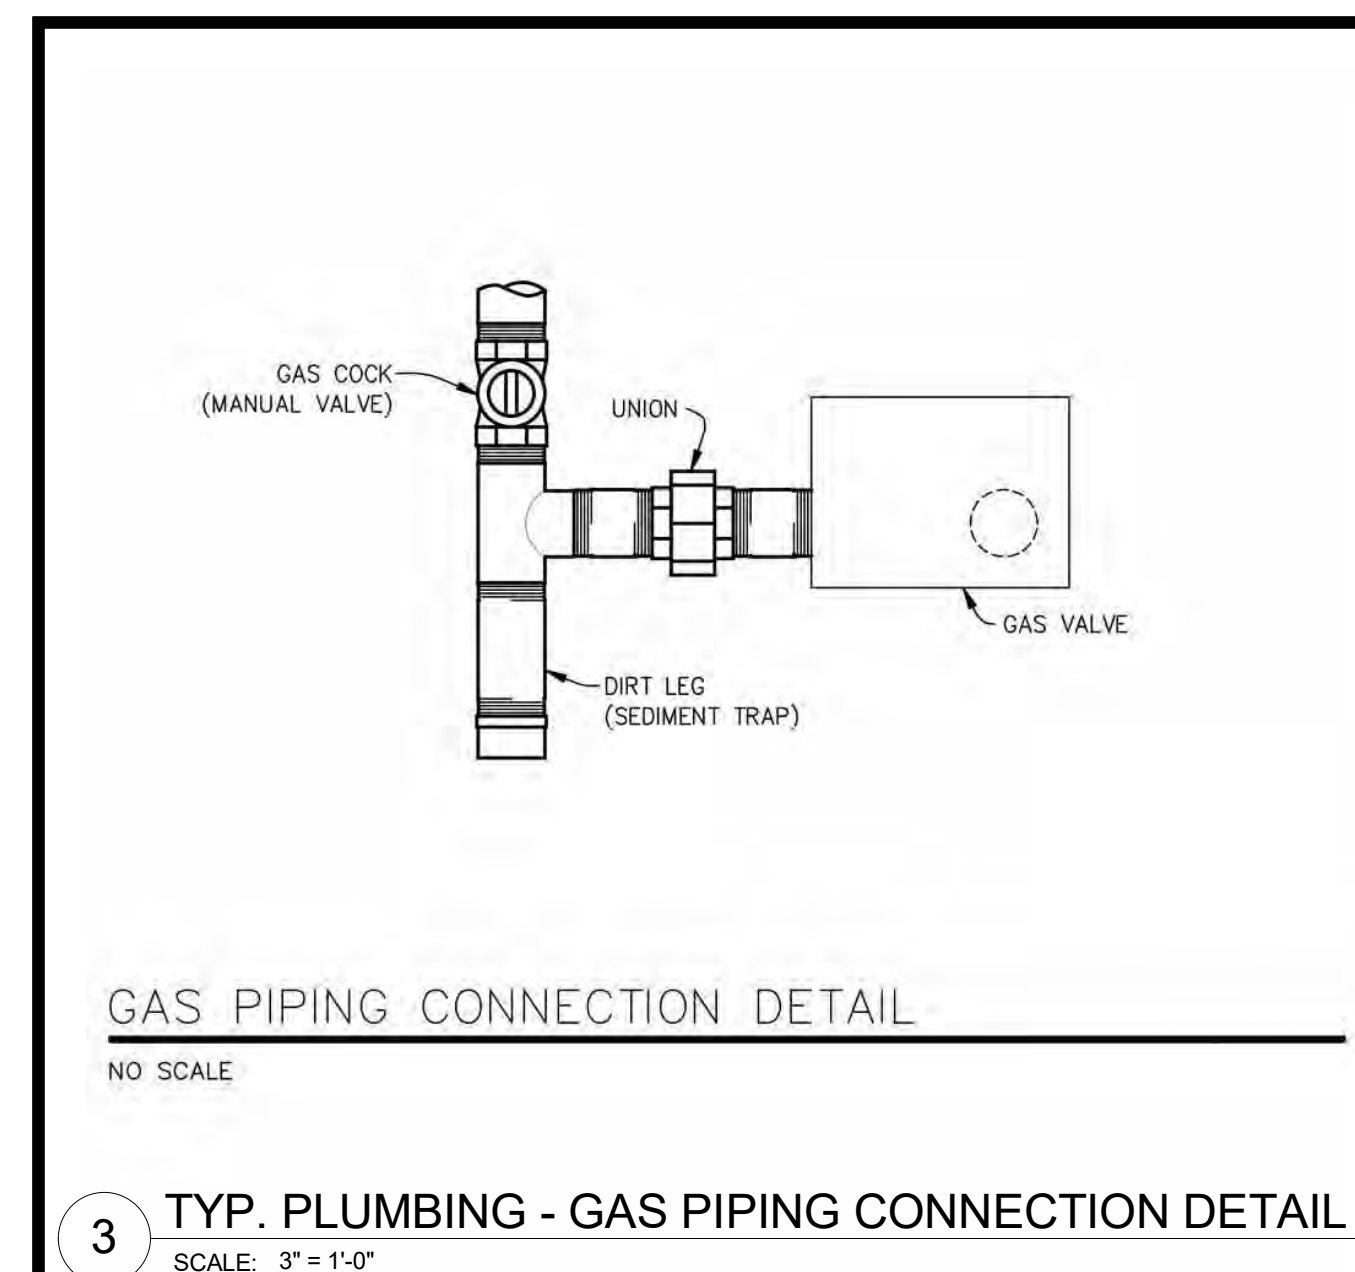 GAS COCK
(MANUAL VALVE)
UNION
GAS VALVE
DIRT LEG
(SEDIMENT TRAP)
GAS PIPING CONNECTION DETAIL
NO SCALE
3
TYP. PLUMBING - GAS PIPING CONNECTION DETAIL
SCALE: 3" = 1'-0"